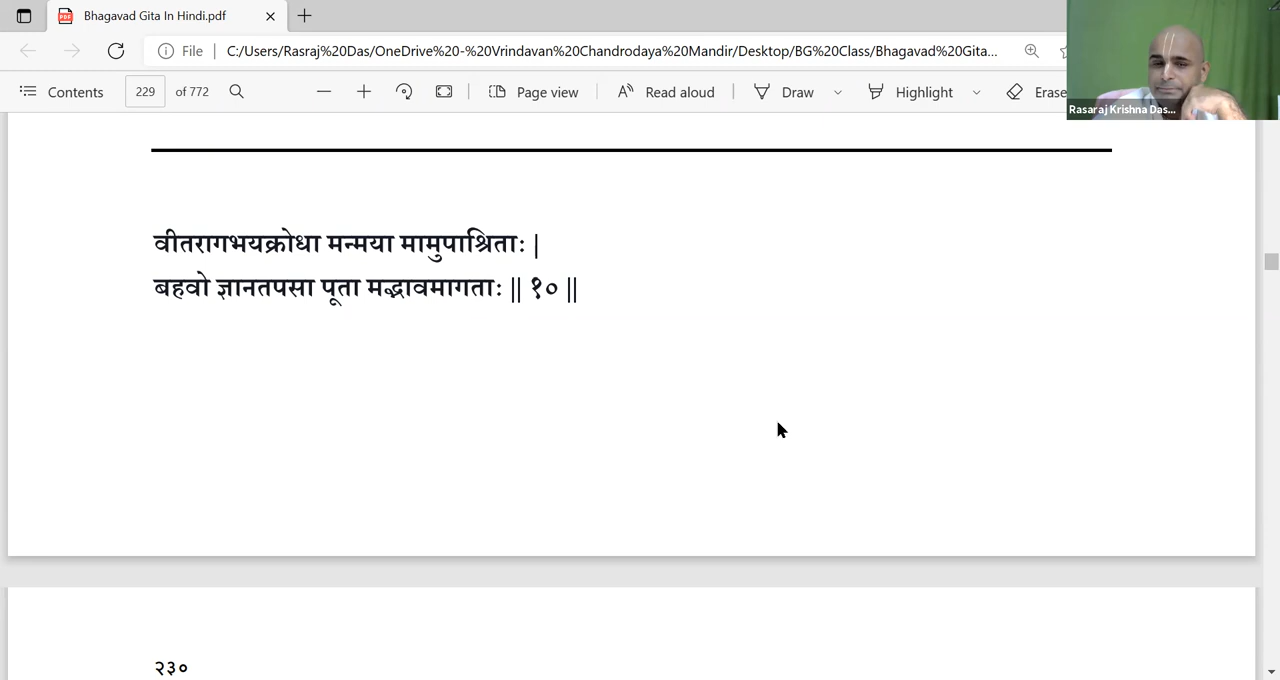 Bhagavad Gita In Hindi.pdf
File C:/Users/Rasraj%20Das/OneDrive%20-%20Vrindavan%20Chandrodaya%20Mandir/Desktop/BG%20Class/Bhagavad%20Gita...
Contents 229 of 772 Page view Read aloud Draw Highlight Erase
Rasaraj Krishna Das...
वीतरागभयक्रोधा मन्मया मामुपाश्रिताः |
बहवो ज्ञानतपसा पूता मद्भावमागताः || १० ||
२३०